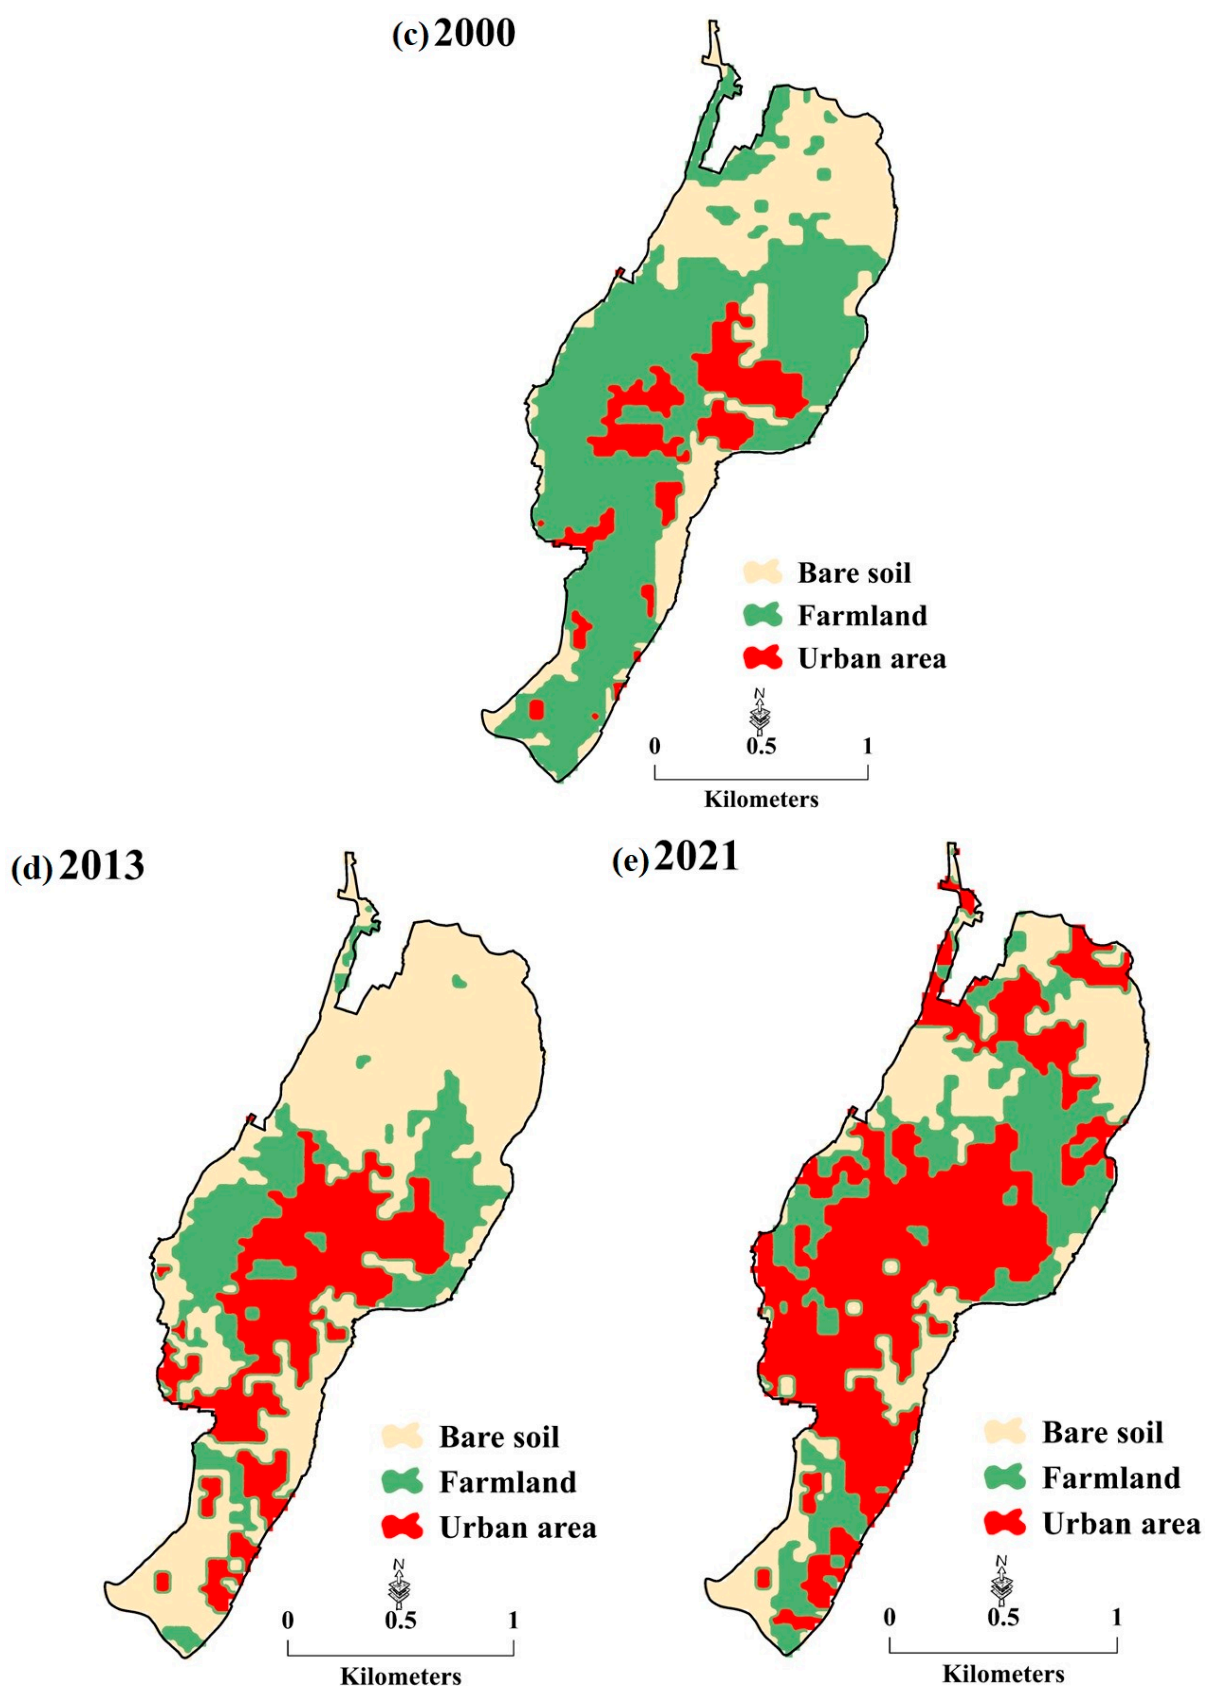 (c) 2000
Bare soil
Farmland
Urban area
N
0 0.5 1
Kilometers
(d) 2013
Bare soil
Farmland
Urban area
N
0 0.5 1
Kilometers
(e) 2021
Bare soil
Farmland
Urban area
N
0 0.5 1
Kilometers